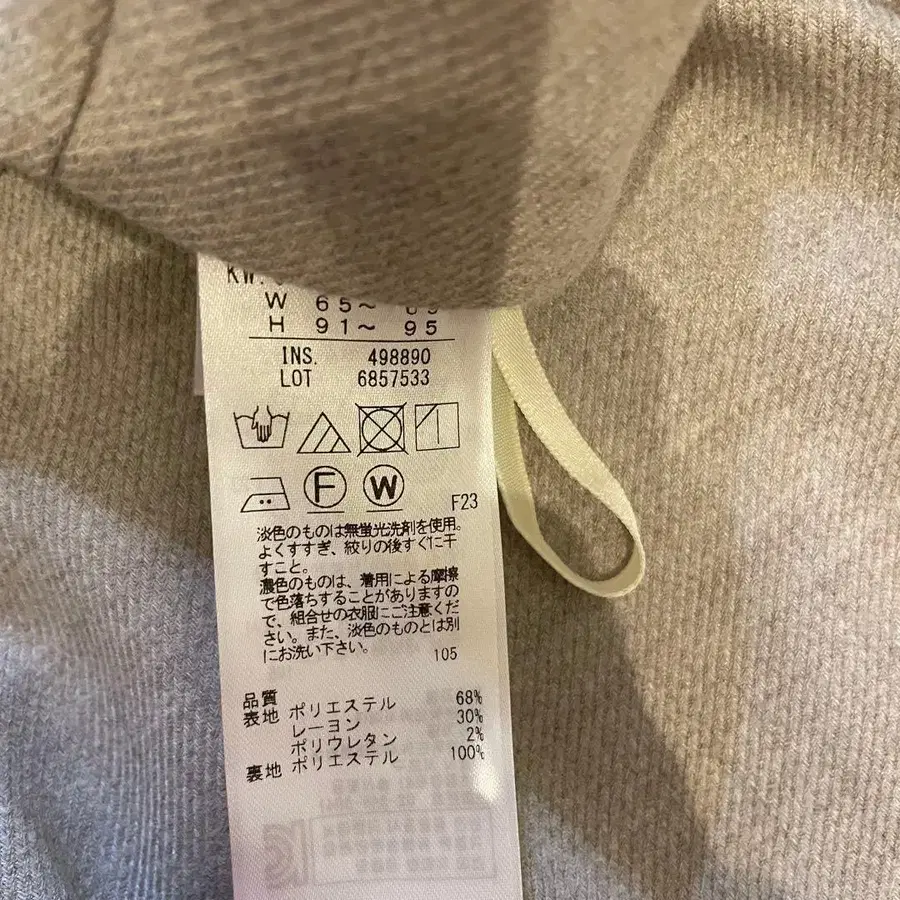 KW.
W 65～ 69
H 91～ 95
INS. 498890
LOT 6857533
F W F23
淡色のものは無蛍光洗剤を使用。
よくすすぎ、絞りの後すぐに干
すこと。
濃色のものは、着用による摩擦
で色落ちすることがありますの
で、組合せの衣服にご注意くだ
さい。また、淡色のものとは別
にお洗い下さい。
105
品質
表地 ポリエステル 68%
レーヨン 30%
ポリウレタン 2%
裏地 ポリエステル 100%